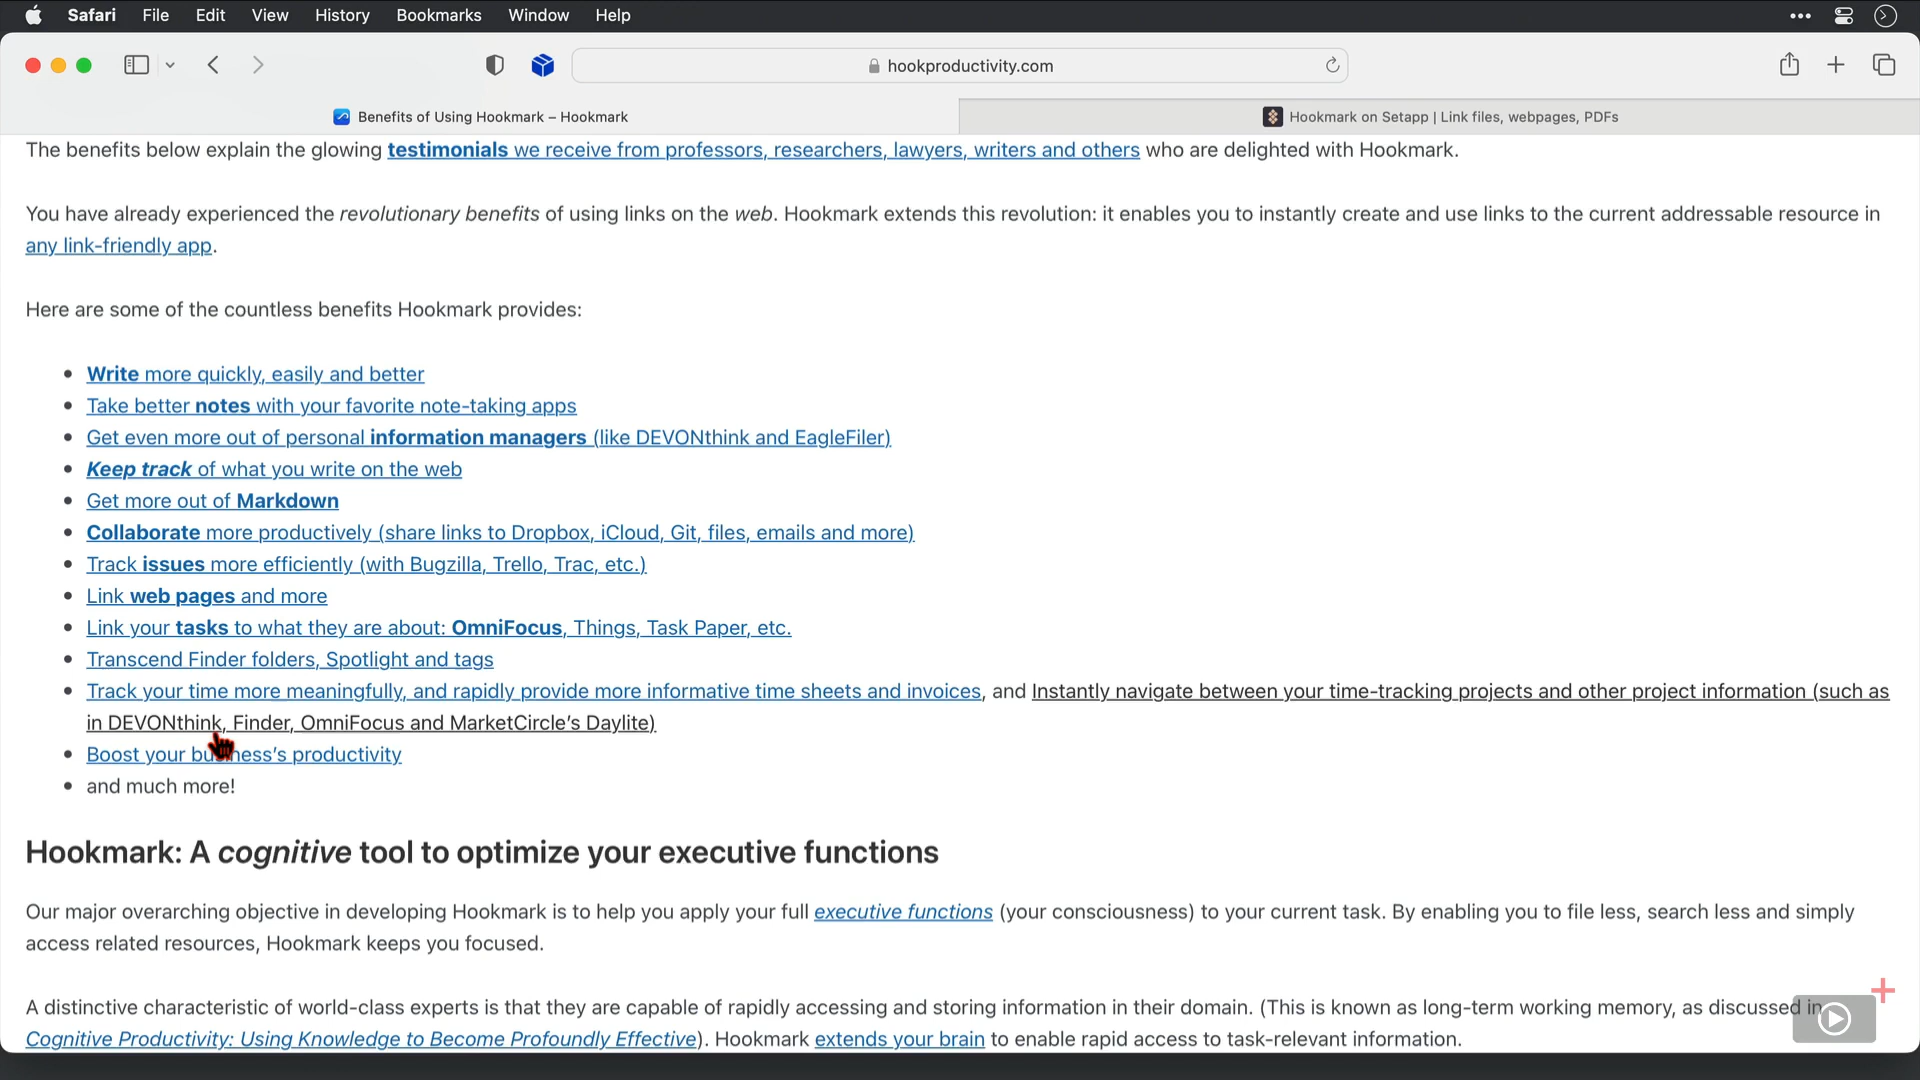 Safari File Edit View History Bookmarks Window Help
hookproductivity.com
Benefits of Using Hookmark – Hookmark
Hookmark on Setapp | Link files, webpages, PDFs
The benefits below explain the glowing testimonials we receive from professors, researchers, lawyers, writers and others who are delighted with Hookmark.
You have already experienced the revolutionary benefits of using links on the web. Hookmark extends this revolution: it enables you to instantly create and use links to the current addressable resource in
any link-friendly app.
Here are some of the countless benefits Hookmark provides:
• Write more quickly, easily and better
• Take better notes with your favorite note-taking apps
• Get even more out of personal information managers (like DEVONthink and EagleFiler)
• Keep track of what you write on the web
• Get more out of Markdown
• Collaborate more productively (share links to Dropbox, iCloud, Git, files, emails and more)
• Track issues more efficiently (with Bugzilla, Trello, Trac, etc.)
• Link web pages and more
• Link your tasks to what they are about: OmniFocus, Things, Task Paper, etc.
• Transcend Finder folders, Spotlight and tags
• Track your time more meaningfully, and rapidly provide more informative time sheets and invoices, and Instantly navigate between your time-tracking projects and other project information (such as
in DEVONthink, Finder, OmniFocus and MarketCircle's Daylite)
• Boost your business's productivity
• and much more!
Hookmark: A cognitive tool to optimize your executive functions
Our major overarching objective in developing Hookmark is to help you apply your full executive functions (your consciousness) to your current task. By enabling you to file less, search less and simply
access related resources, Hookmark keeps you focused.
A distinctive characteristic of world-class experts is that they are capable of rapidly accessing and storing information in their domain. (This is known as long-term working memory, as discussed in
Cognitive Productivity: Using Knowledge to Become Profoundly Effective). Hookmark extends your brain to enable rapid access to task-relevant information.